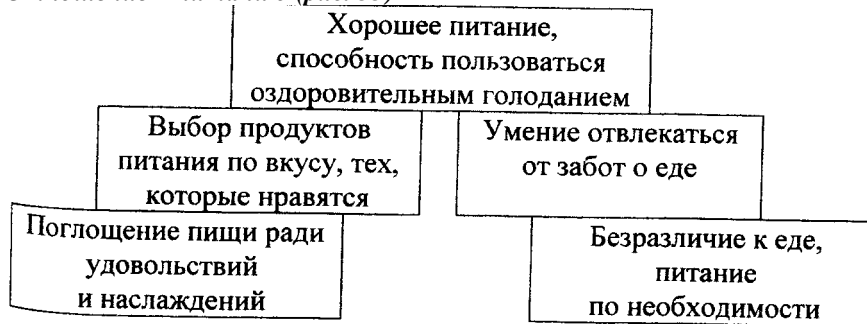 Хорошее питание,
способность пользоваться
оздоровительным голоданием
Выбор продуктов
питания по вкусу, тех,
которые нравятся
Умение отвлекаться
от забот о еде
Поглощение пищи ради
удовольствий
и наслаждений
Безразличие к еде,
питание
по необходимости